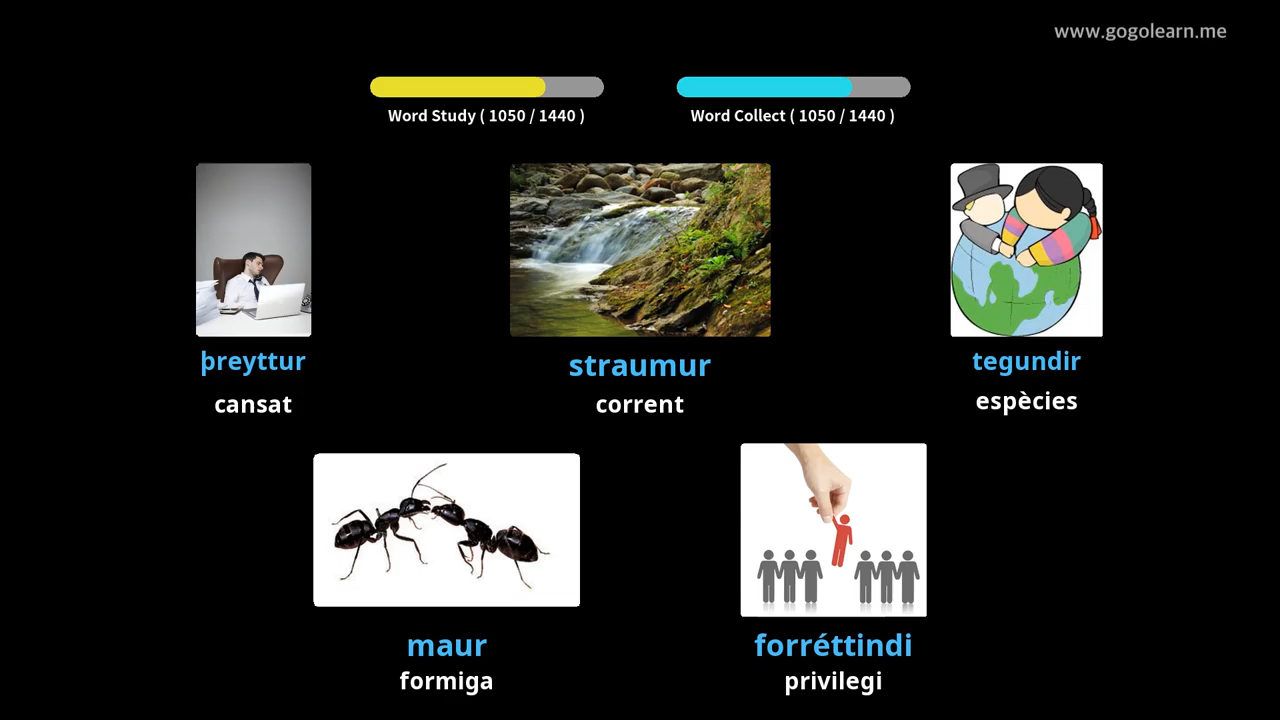 www.gogolearn.me
Word Study ( 1050 / 1440 )
Word Collect ( 1050 / 1440 )
þreyttur
cansat
straumur
corrent
tegundir
espècies
maur
formiga
forréttindi
privilegi